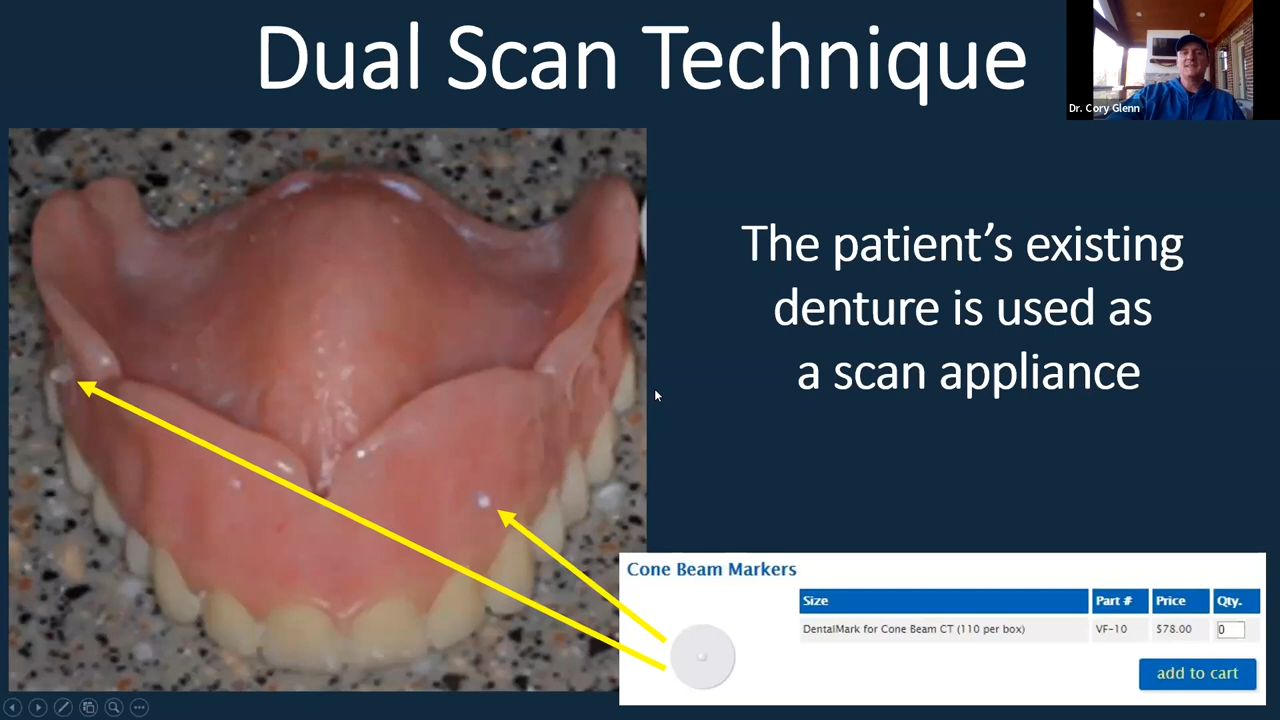 Dual Scan Technique
Dr. Cory Glenn
The patient’s existing
denture is used as
a scan appliance
Cone Beam Markers
Size Part # Price Qty.
DentalMark for Cone Beam CT (110 per box) VF-10 $78.00 0
add to cart